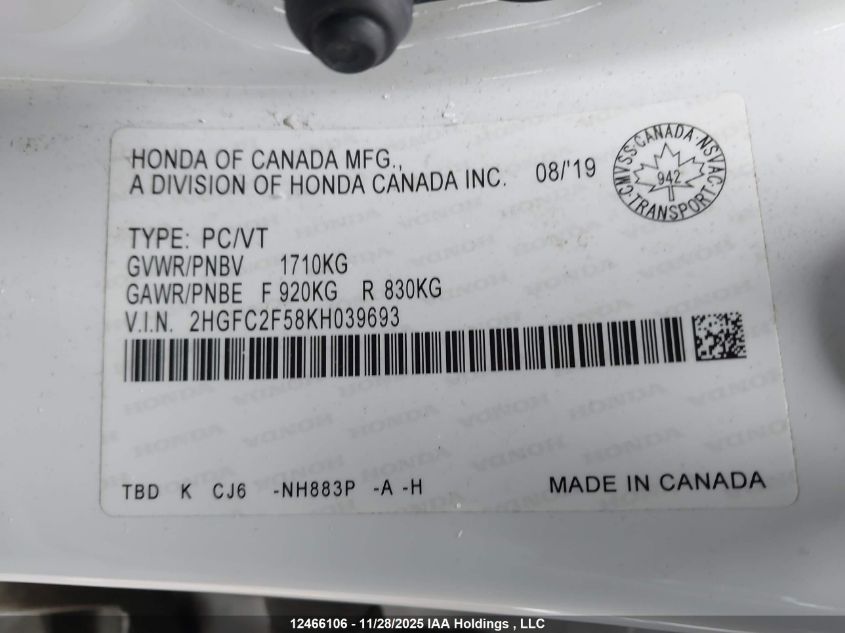 HONDA OF CANADA MFG.,
A DIVISION OF HONDA CANADA INC. 08/'19
CMVSS·CANADA·NSVAC
942
·TRANSPORT·
TYPE: PC/VT
GVWR/PNBV 1710KG
GAWR/PNBE F 920KG R 830KG
V.I.N. 2HGFC2F58KH039693
TBD K CJ6 -NH883P -A -H MADE IN CANADA
12466106 - 11/28/2025 IAA Holdings , LLC